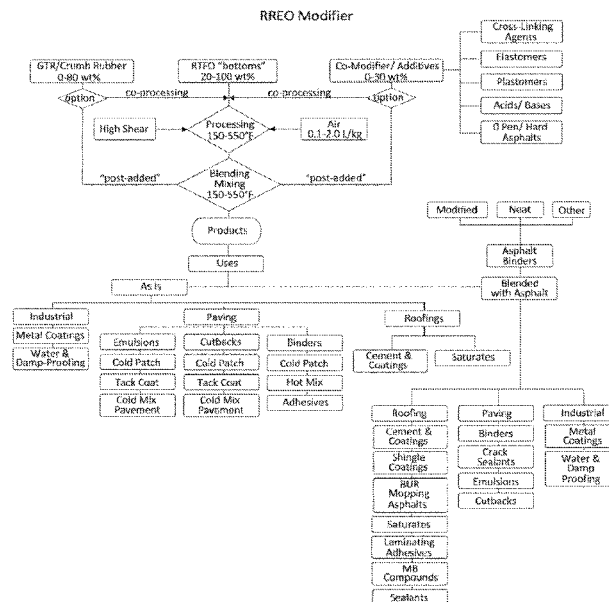 RREO Modifier
GTR/Crumb Rubber
0-80 wt%
RTFO "bottoms"
20-100 wt%
Co-Modifier/ Additives
0-30 wt%
Cross-Linking
Agents
Elastomers
Plastomers
Acids/ Bases
0 Pen/ Hard
Asphalts
option
co-processing
co-processing
option
High Shear
Processing
150-550°F
Air
0.1-2.0 L/kg
"post-added"
Blending
Mixing
150-550°F
"post-added"
Products
Uses
Modified
Neat
Other
Asphalt
Binders
As Is
Blended
with Asphalt
Industrial
Metal Coatings
Water &
Damp-Proofing
Paving
Emulsions
Cold Patch
Tack Coat
Cold Mix
Pavement
Cutbacks
Cold Patch
Tack Coat
Cold Mix
Pavement
Binders
Cold Patch
Hot Mix
Adhesives
Roofings
Cement &
Coatings
Saturates
Roofing
Cement &
Coatings
Shingle
Coatings
BUR
Mopping
Asphalts
Saturates
Laminating
Adhesives
MB
Compounds
Sealants
Paving
Binders
Crack
Sealants
Emulsions
Cutbacks
Industrial
Metal
Coatings
Water &
Damp
Proofing